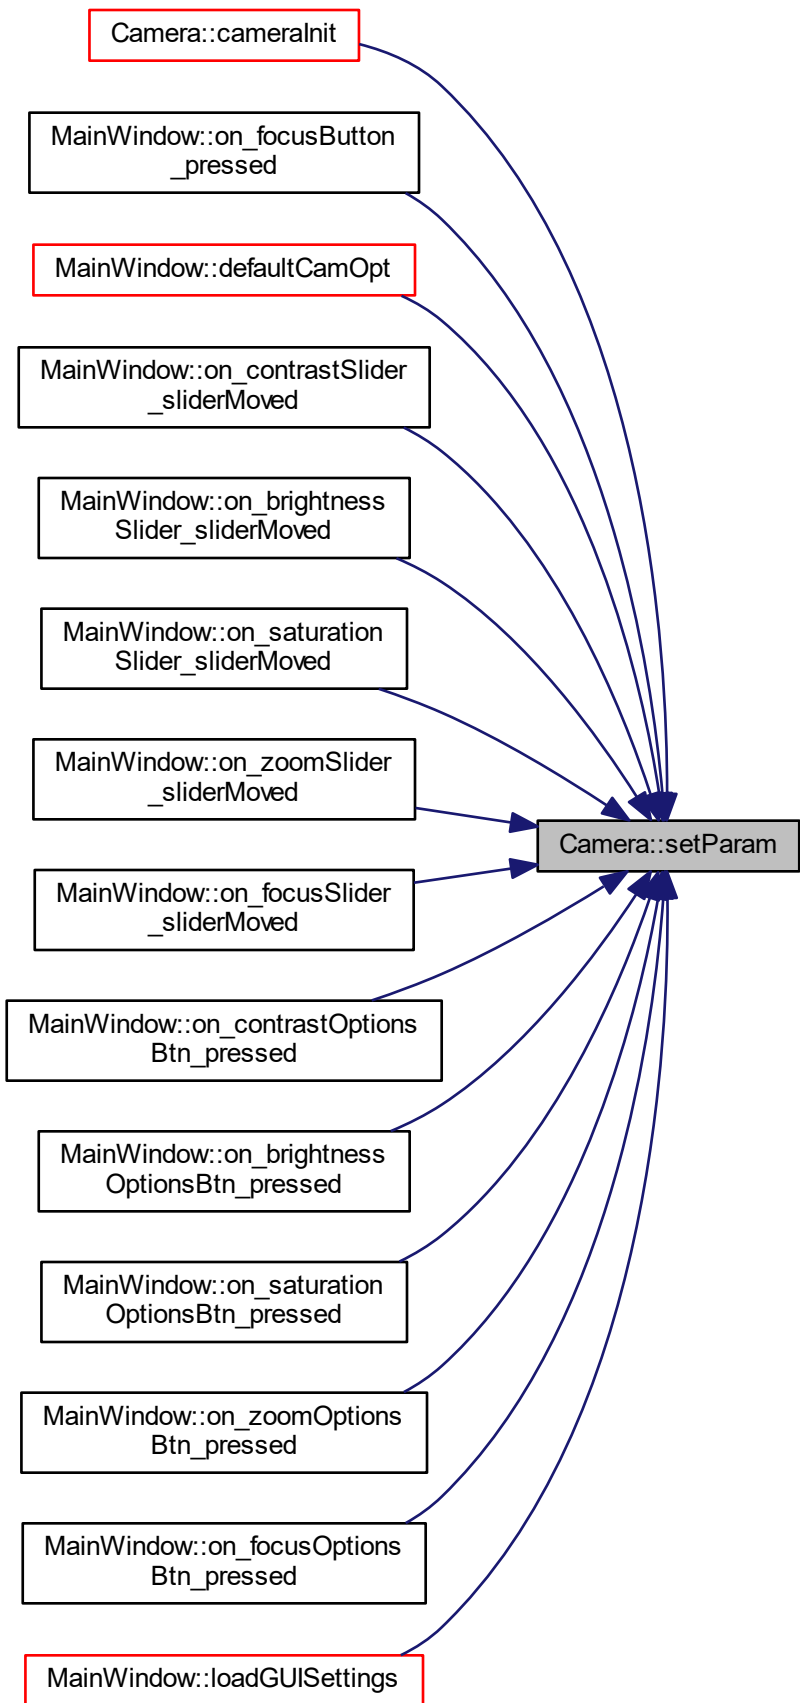 Camera::cameraInit
MainWindow::on_focusButton
_pressed
MainWindow::defaultCamOpt
MainWindow::on_contrastSlider
_sliderMoved
MainWindow::on_brightness
Slider_sliderMoved
MainWindow::on_saturation
Slider_sliderMoved
MainWindow::on_zoomSlider
_sliderMoved
Camera::setParam
MainWindow::on_focusSlider
_sliderMoved
MainWindow::on_contrastOptions
Btn_pressed
MainWindow::on_brightness
OptionsBtn_pressed
MainWindow::on_saturation
OptionsBtn_pressed
MainWindow::on_zoomOptions
Btn_pressed
MainWindow::on_focusOptions
Btn_pressed
MainWindow::loadGUISettings